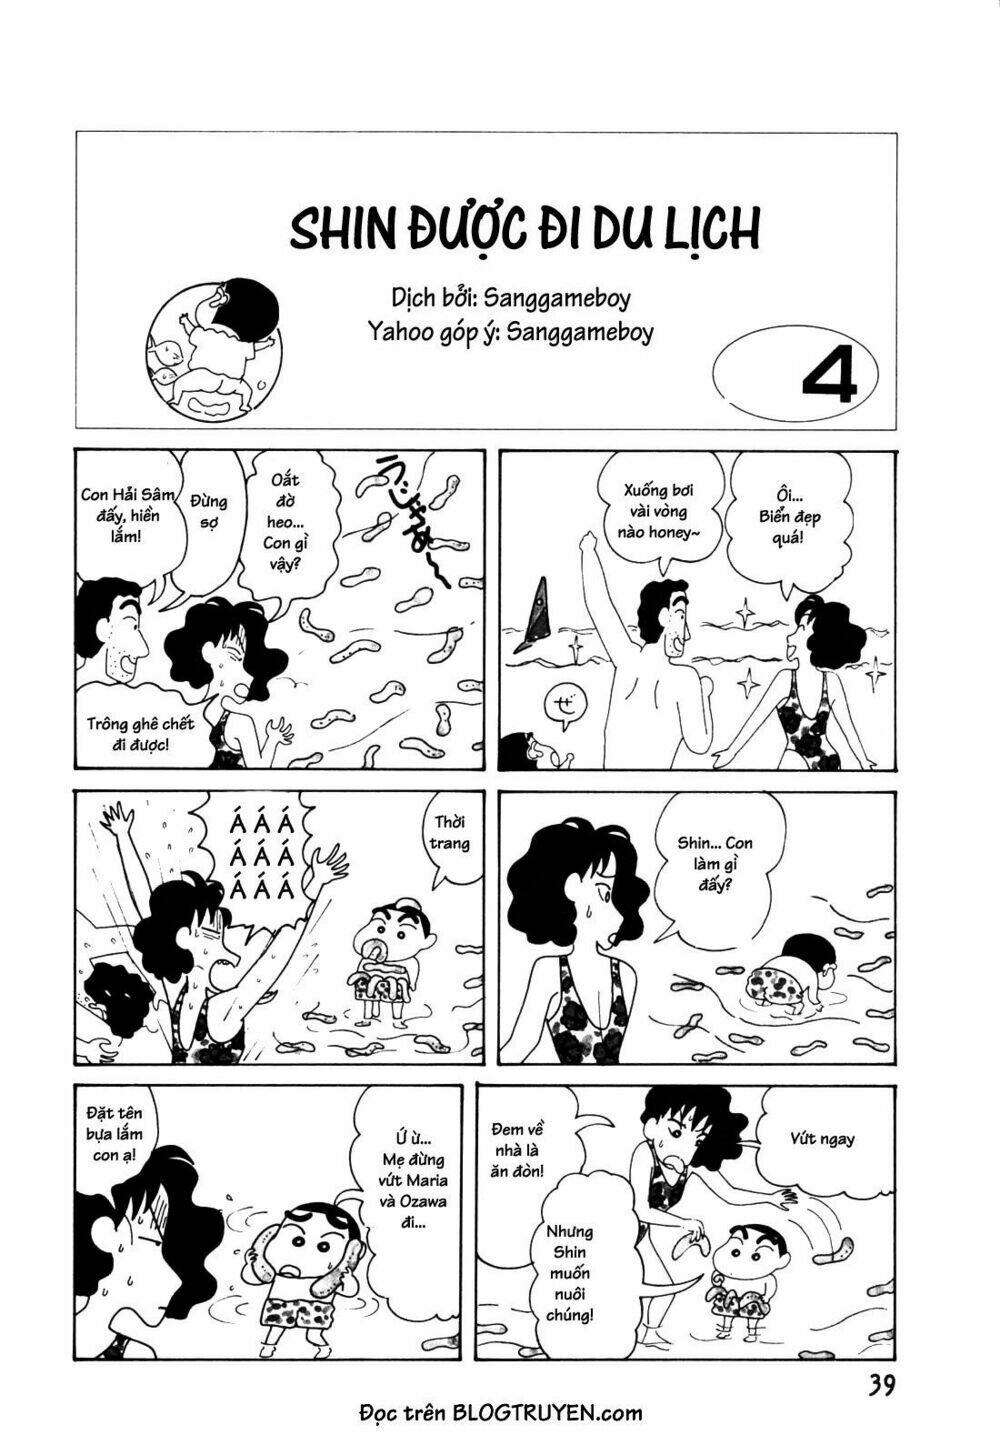 SHIN ĐƯỢC ĐI DU LỊCH
Dịch bởi: Sanggameboy
Yahoo góp ý: Sanggameboy
4
Ôi...
Biển đẹp
quá!
Xuống bơi
vài vòng
nào honey~
ザ
Oắt
đờ
heo...
Con gì
vậy?
Đừng
sợ
Con Hải Sâm
đấy, hiền
lắm!
Trông ghê chết
đi được!
Shin... Con
làm gì
đấy?
Thời
trang
Á Á Á
Á Á Á
Á Á Á
Vứt ngay
Đem về
nhà là
ăn đòn!
Nhưng
Shin
muốn
nuôi
chúng!
Ứ ừ...
Mẹ đừng
vứt Maria
và Ozawa
đi...
Đặt tên
bựa lắm
con ạ!
39
Đọc trên BLOGTRUYEN.com